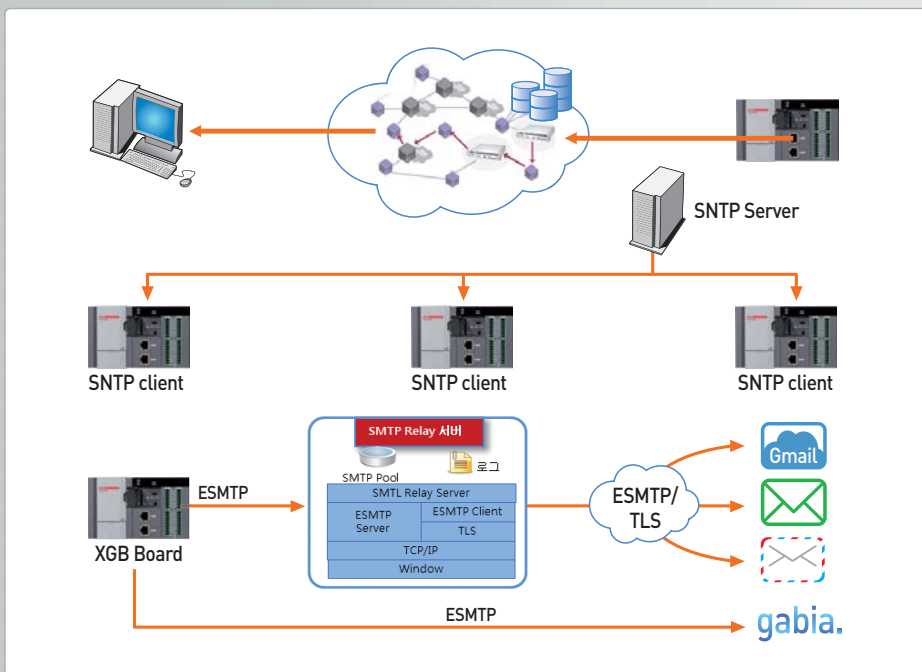 SNTP Server
SNTP client
SNTP client
SNTP client
SMTP Relay 서버
SMTP Pool
로그
SMTL Relay Server
ESMTP
Server
ESMTP Client
TLS
TCP/IP
Window
ESMTP
XGB Board
ESMTP/
TLS
Gmail
ESMTP
gabia.